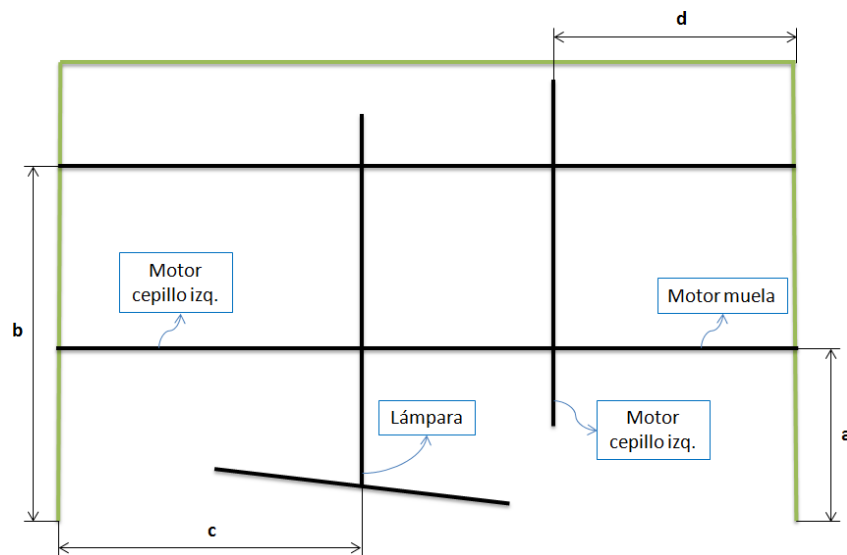 d
Motor
cepillo izq.
Motor muela
b
Lámpara
Motor
cepillo izq.
a
c